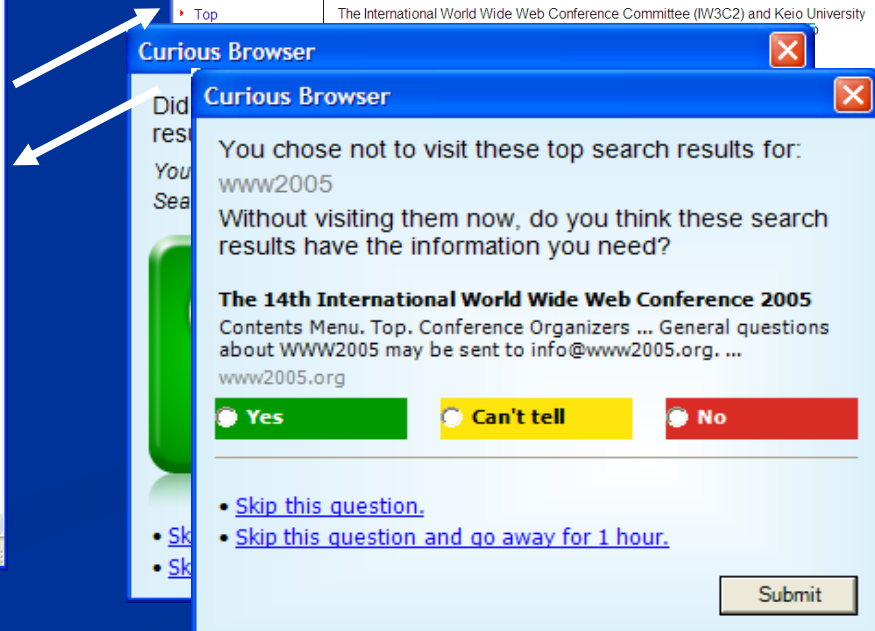 Top
The International World Wide Web Conference Committee (IW3C2) and Keio University
Curious Browser
Did
You
Curious Browser
You chose not to visit these top search results for:
www2005
Without visiting them now, do you think these search
results have the information you need?
The 14th International World Wide Web Conference 2005
Contents Menu. Top. Conference Organizers ... General questions
about WWW2005 may be sent to info@www2005.org. ...
www2005.org
Yes
Can't tell
No
• Skip this question.
• Skip this question and go away for 1 hour.
Submit